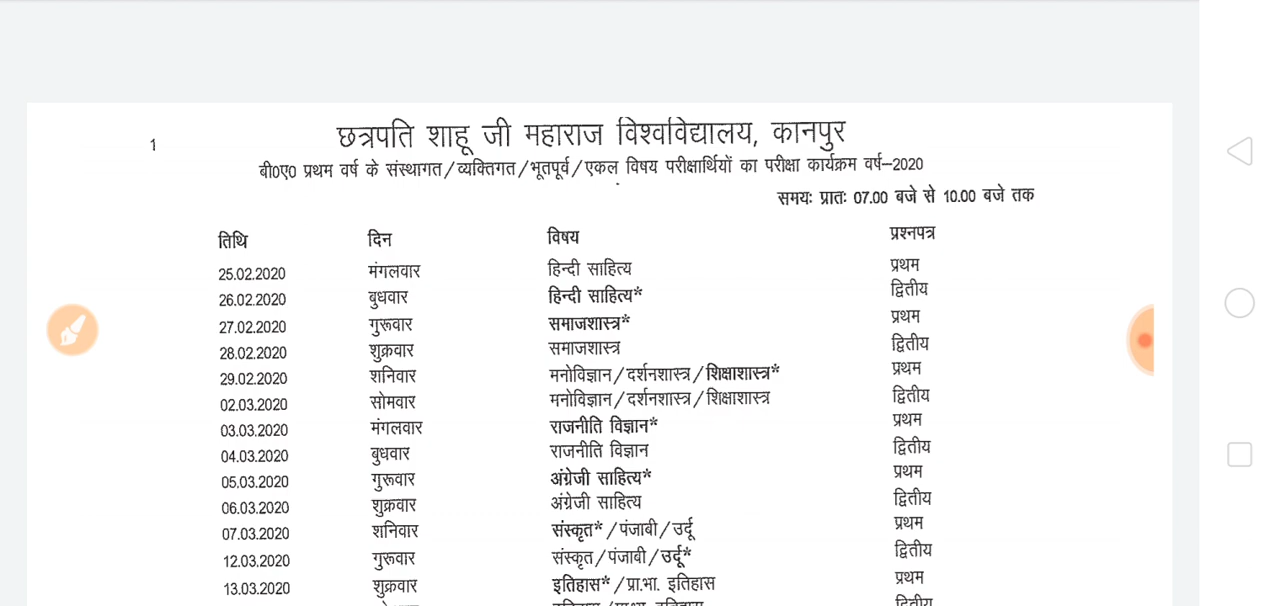 1
छत्रपति शाहू जी महाराज विश्वविद्यालय, कानपुर
बी0ए0 प्रथम वर्ष के संस्थागत/व्यक्तिगत/भूतपूर्व/एकल विषय परीक्षार्थियों का परीक्षा कार्यक्रम वर्ष–2020
समयः प्रातः 07.00 बजे से 10.00 बजे तक
तिथि दिन विषय प्रश्नपत्र
25.02.2020 मंगलवार हिन्दी साहित्य प्रथम
26.02.2020 बुधवार हिन्दी साहित्य* द्वितीय
27.02.2020 गुरूवार समाजशास्त्र* प्रथम
28.02.2020 शुक्रवार समाजशास्त्र द्वितीय
29.02.2020 शनिवार मनोविज्ञान/दर्शनशास्त्र/शिक्षाशास्त्र* प्रथम
02.03.2020 सोमवार मनोविज्ञान/दर्शनशास्त्र/शिक्षाशास्त्र द्वितीय
03.03.2020 मंगलवार राजनीति विज्ञान* प्रथम
04.03.2020 बुधवार राजनीति विज्ञान द्वितीय
05.03.2020 गुरूवार अंग्रेजी साहित्य* प्रथम
06.03.2020 शुक्रवार अंग्रेजी साहित्य द्वितीय
07.03.2020 शनिवार संस्कृत* /पंजाबी/उर्दू प्रथम
12.03.2020 गुरूवार संस्कृत/पंजाबी/उर्दू* द्वितीय
13.03.2020 शुक्रवार इतिहास* /प्रा.भा. इतिहास प्रथम